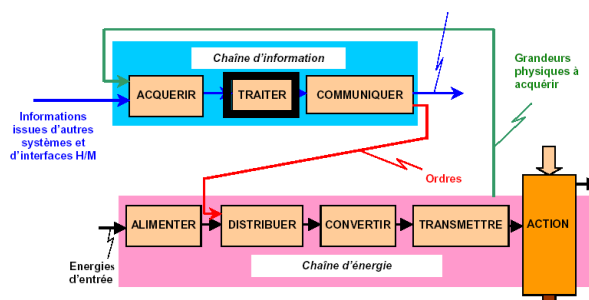 Chaîne d'information
ACQUERIR
TRAITER
COMMUNIQUER
Grandeurs
physiques à
acquérir
Informations
issues d'autres
systèmes et
d'interfaces H/M
Ordres
ALIMENTER
DISTRIBUER
CONVERTIR
TRANSMETTRE
ACTION
Energies
d'entrée
Chaîne d'énergie